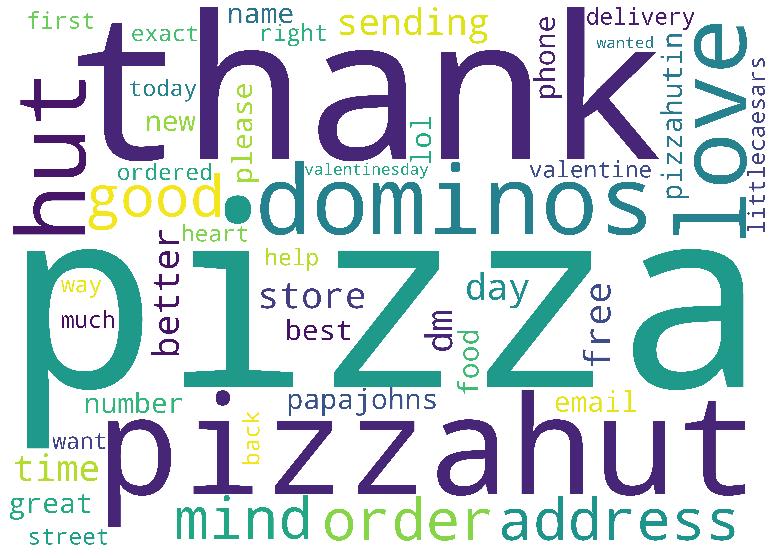 first
name
sending
delivery
exact
right
wanted
thank
hut
phone
love
today
pizzahutin
littlecaesars
new
please
lol
ordered
valentinesday
valentine
good
dominos
heart
pizza
way
help
better
store
day
much
best
dm
free
food
number
papajohns
email
want
back
pizzahut
time
great
mind
order
address
street